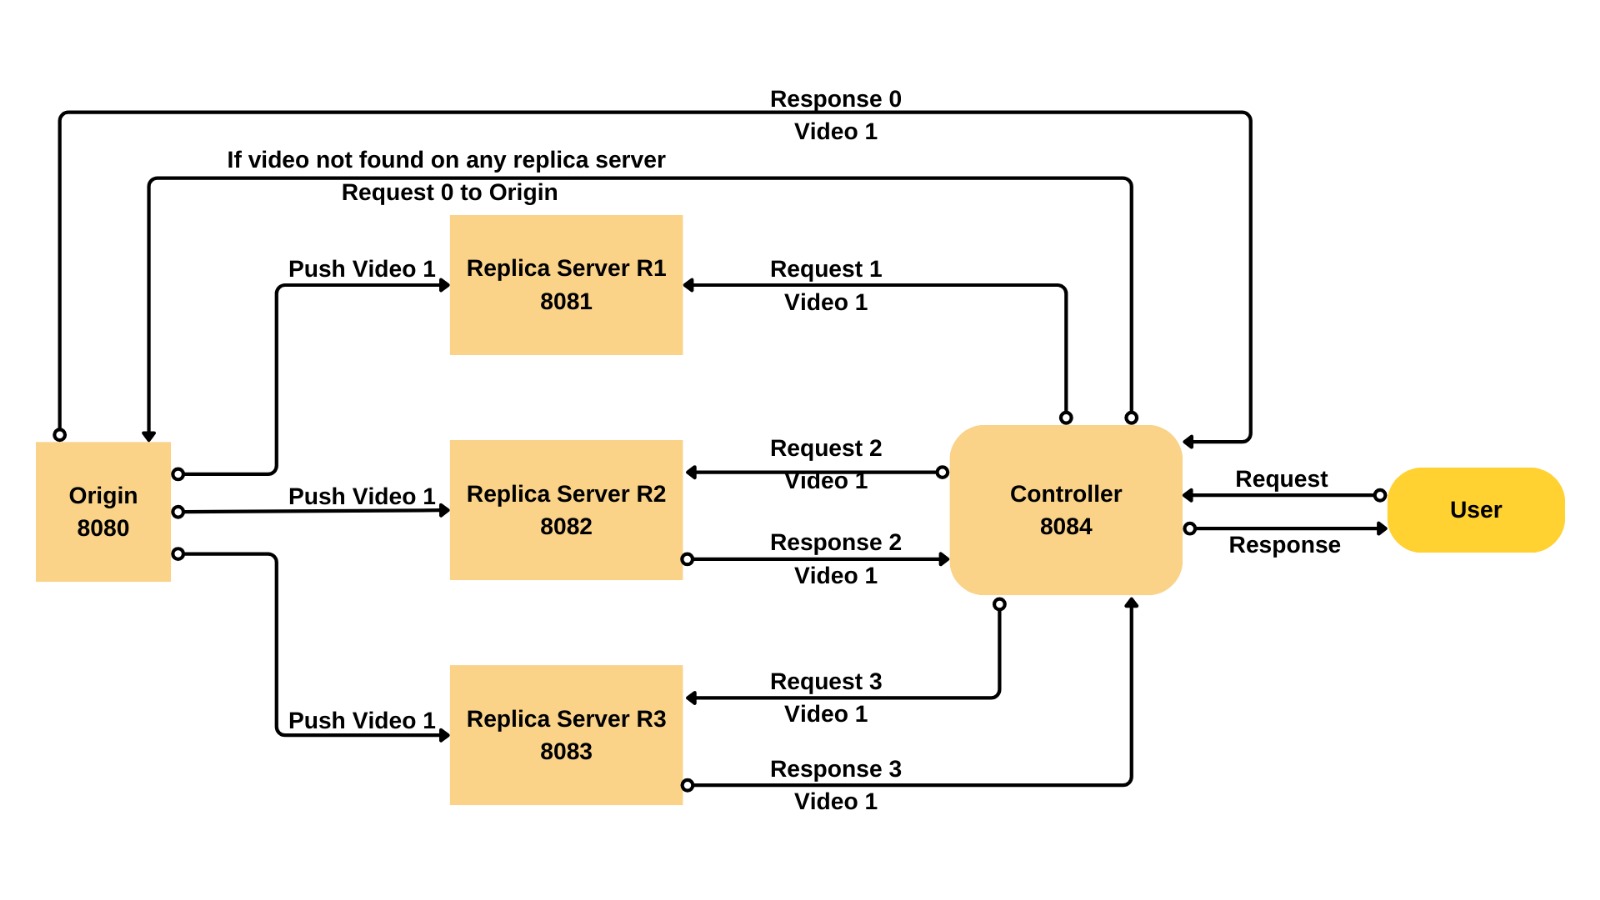 Response 0
Video 1
If video not found on any replica server
Request 0 to Origin
Push Video 1
Replica Server R1
8081
Request 1
Video 1
Origin
8080
Push Video 1
Replica Server R2
8082
Request 2
Video 1
Response 2
Video 1
Controller
8084
Request
Response
User
Push Video 1
Replica Server R3
8083
Request 3
Video 1
Response 3
Video 1